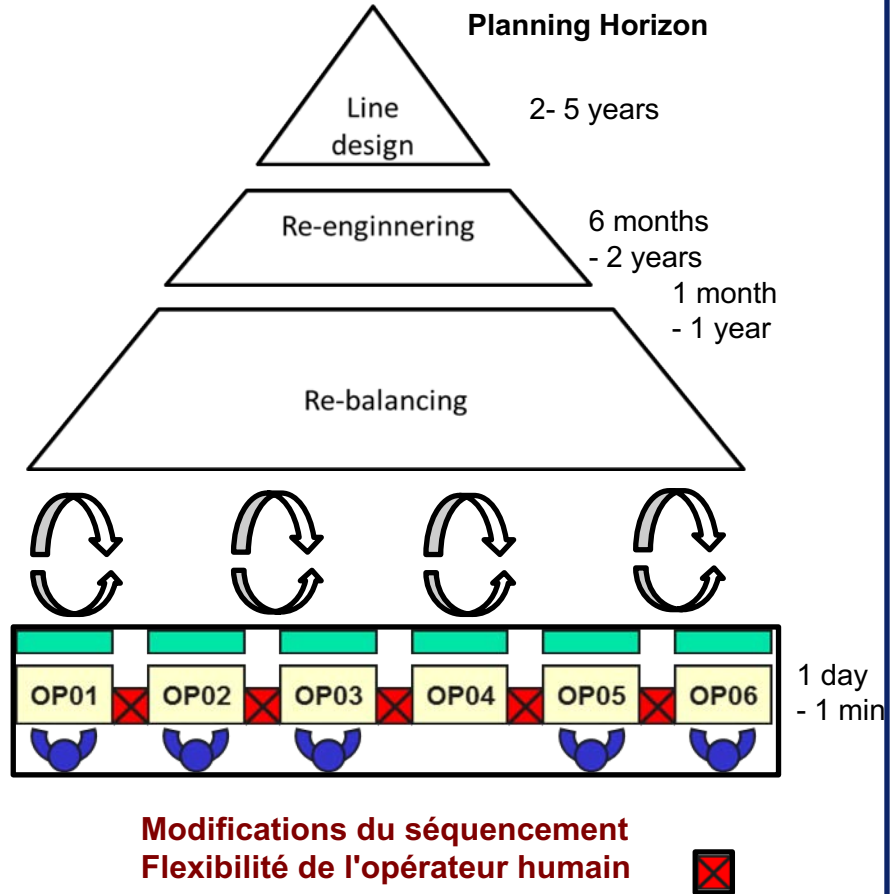 Planning Horizon
Line
design
2- 5 years
Re-enginnering
6 months
- 2 years
1 month
- 1 year
Re-balancing
OP01
OP02
OP03
OP04
OP05
OP06
1 day
- 1 min
Modifications du séquencement
Flexibilité de l'opérateur humain